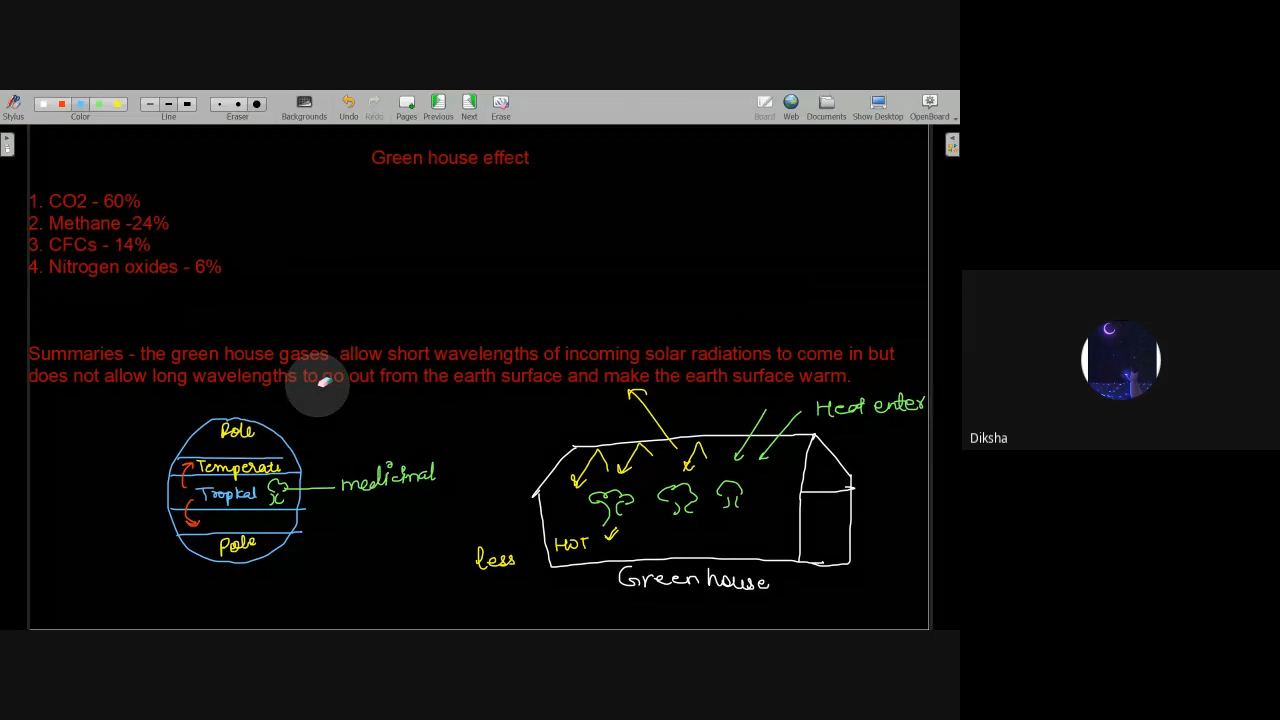 Stylus Color Line Eraser Backgrounds Undo Redo Pages Previous Next Erase Board Web Documents Show Desktop OpenBoard
Green house effect
1. CO2 - 60%
2. Methane -24%
3. CFCs - 14%
4. Nitrogen oxides - 6%
Summaries - the green house gases allow short wavelengths of incoming solar radiations to come in but
does not allow long wavelengths to go out from the earth surface and make the earth surface warm.
Heat enter
Pole
Temperate
Tropical
medicinal
Pole
HOT
less
Greenhouse
Diksha